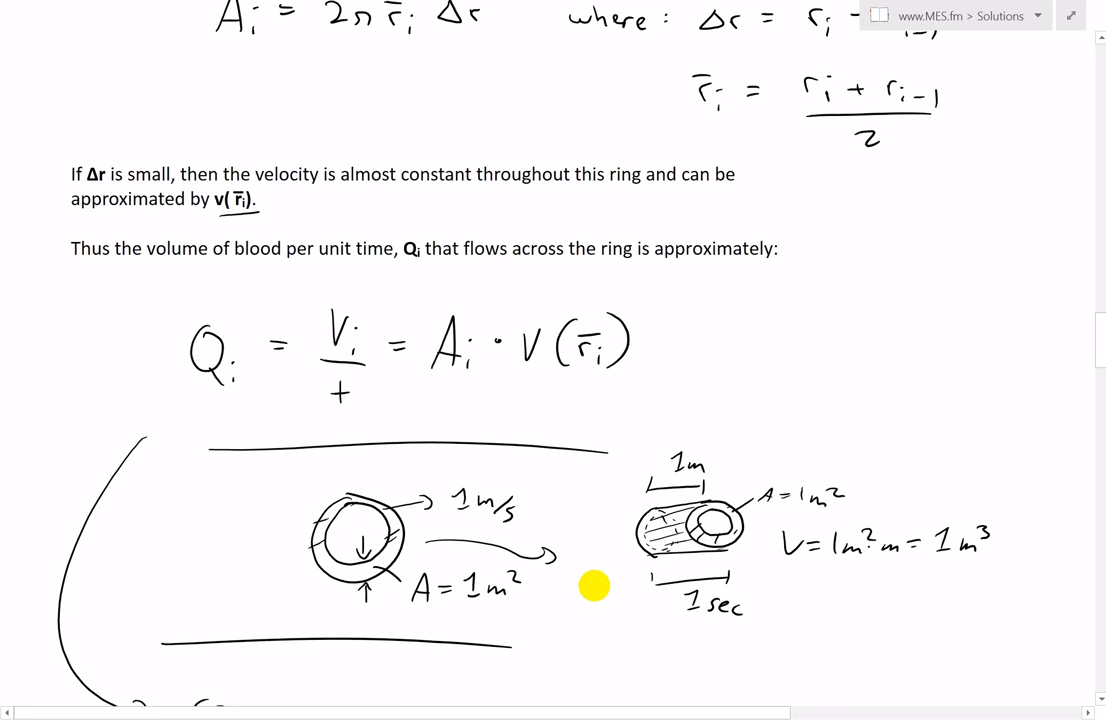 www.MES.fm > Solutions
Aᵢ = 2π r̄ᵢ Δr where: Δr = rᵢ - rᵢ₋₁
r̄ᵢ = (rᵢ + rᵢ₋₁) / 2
If Δr is small, then the velocity is almost constant throughout this ring and can be
approximated by v(r̄ᵢ).
Thus the volume of blood per unit time, Qᵢ that flows across the ring is approximately:
Qᵢ = Vᵢ / t = Aᵢ · v(r̄ᵢ)
1 m/s
A = 1 m²
1m
A = 1m²
V = 1m²·m = 1 m³
1 sec